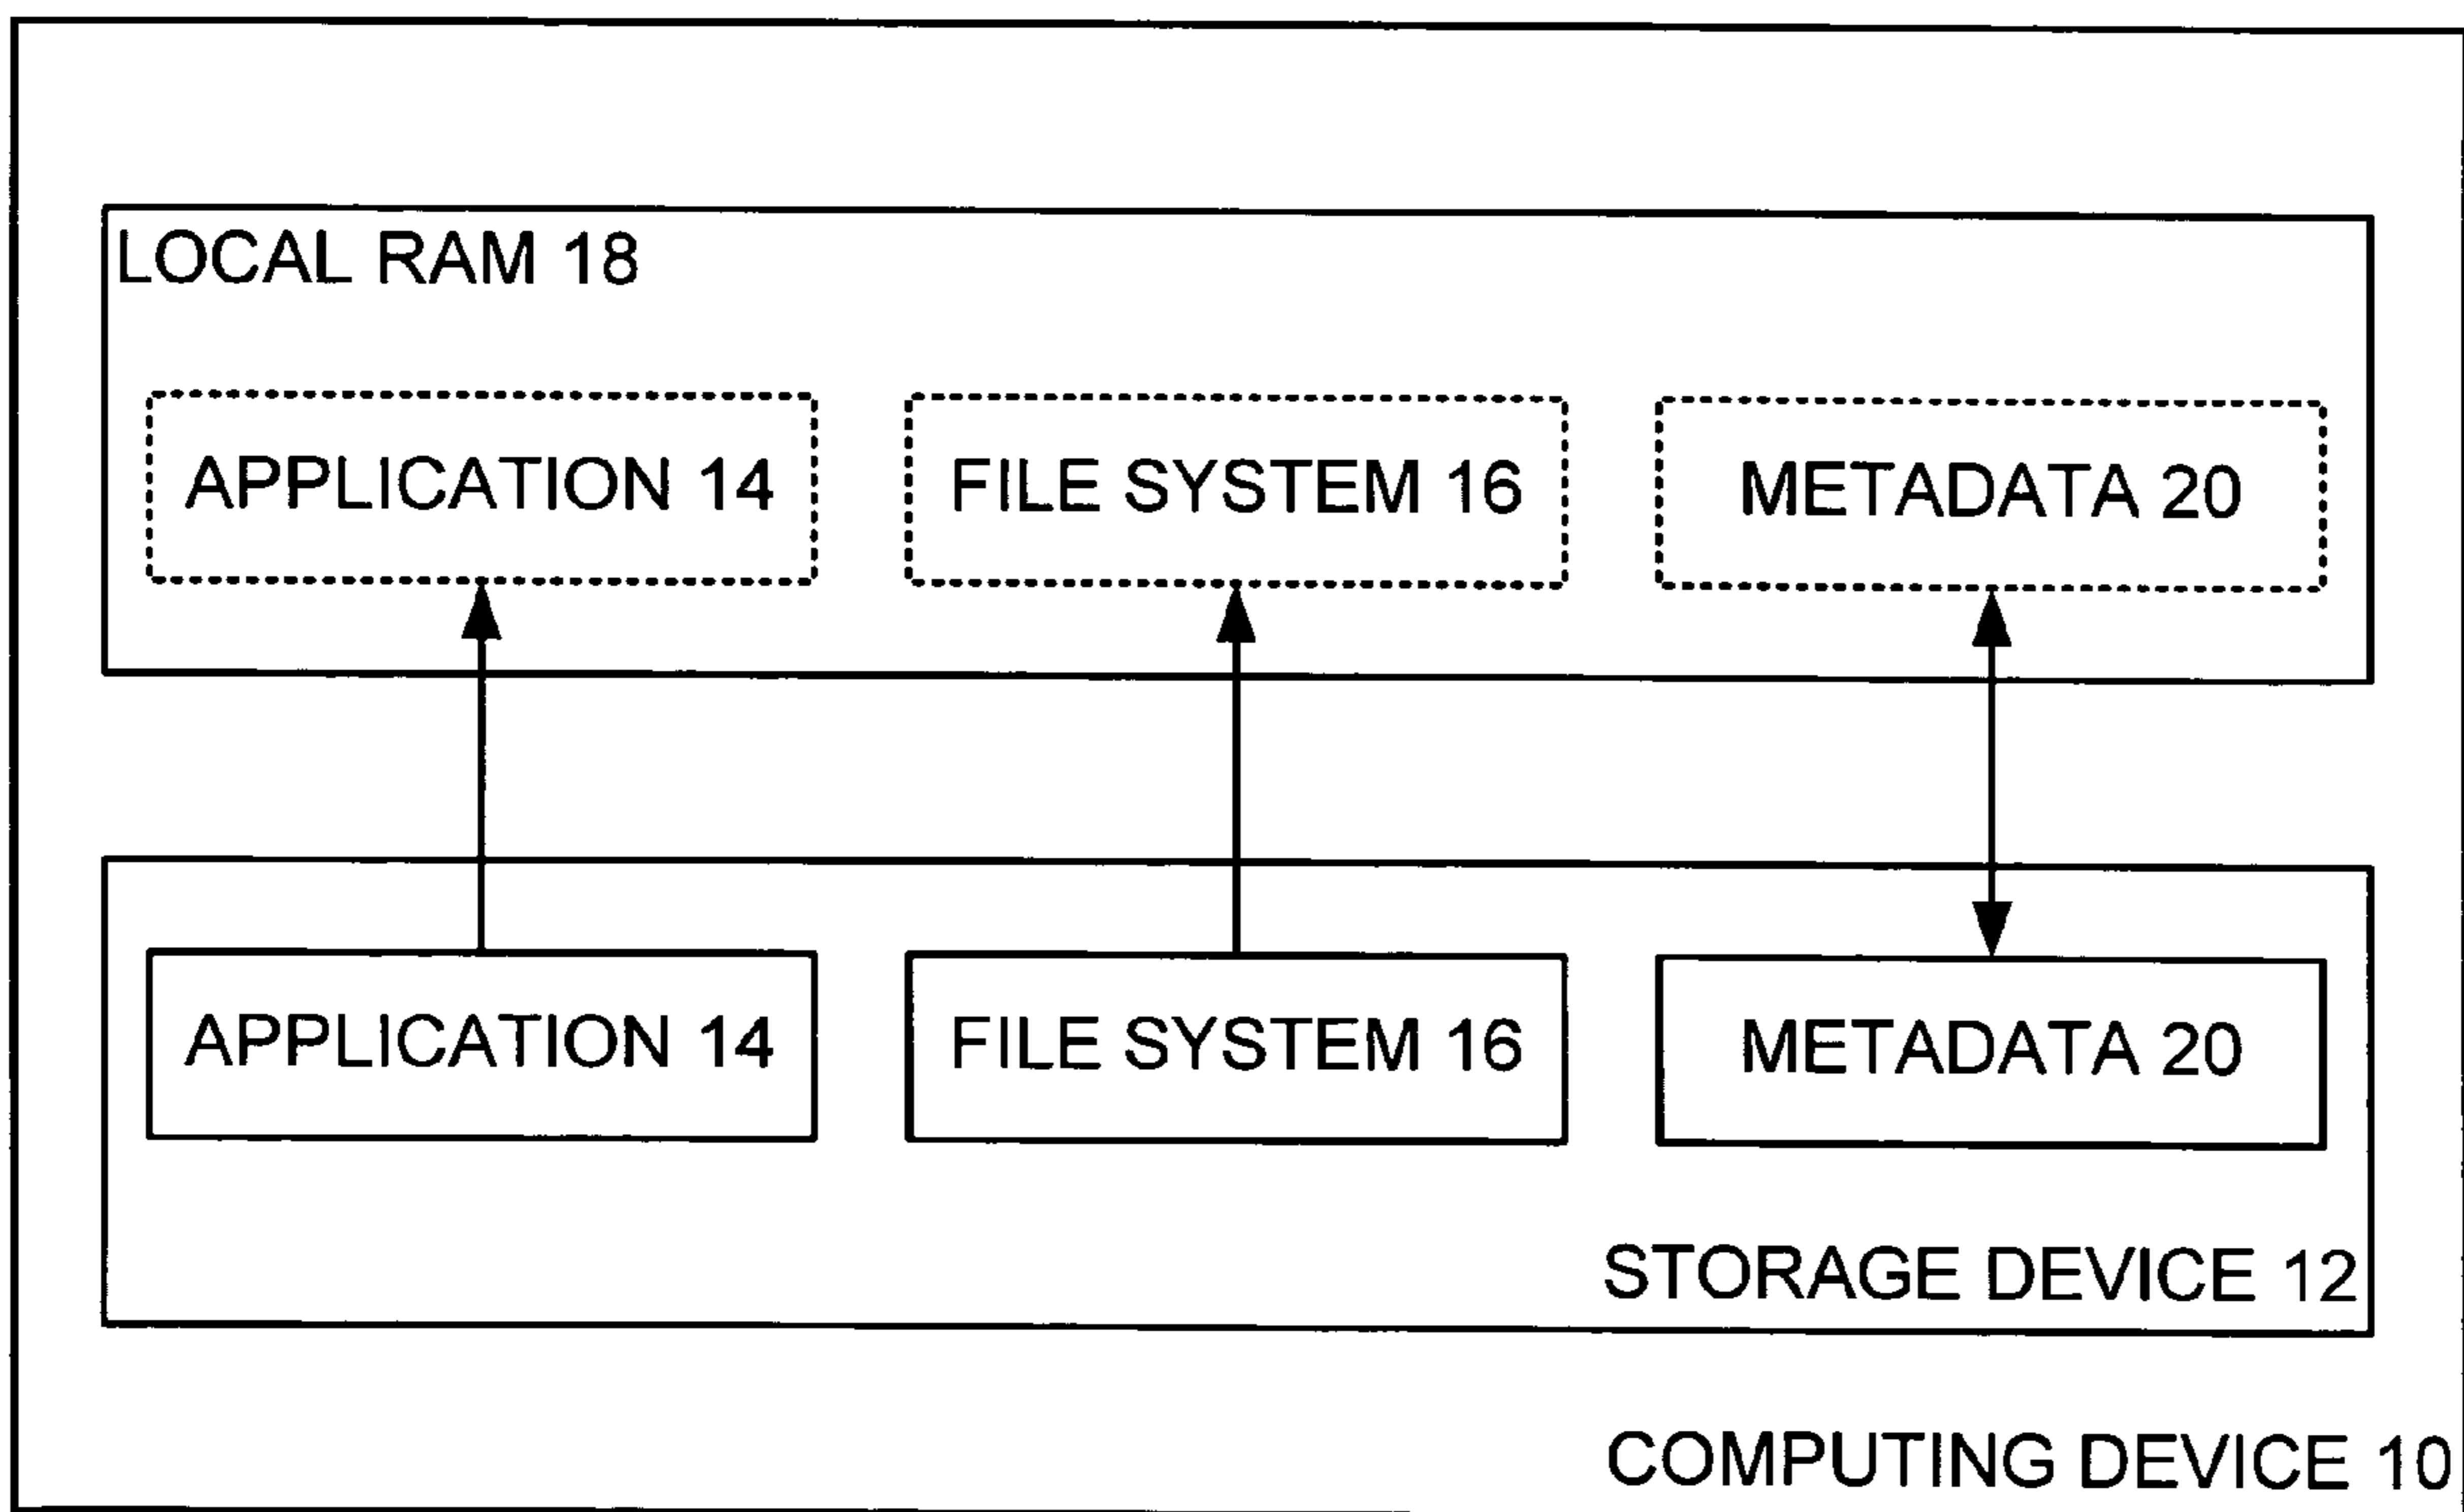 LOCAL RAM 18
APPLICATION 14
FILE SYSTEM 16
METADATA 20
APPLICATION 14
FILE SYSTEM 16
METADATA 20
STORAGE DEVICE 12
COMPUTING DEVICE 10